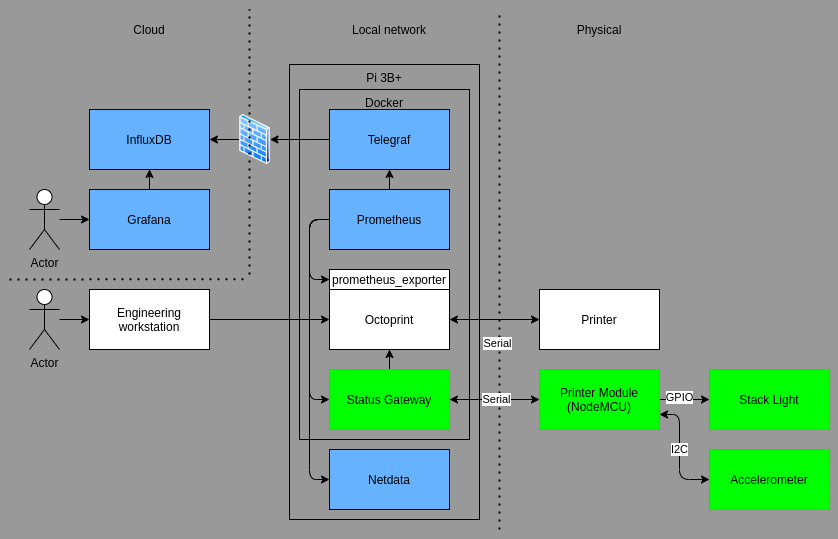 Cloud
Local network
Physical
Pi 3B+
Docker
InfluxDB
Telegraf
Grafana
Prometheus
Actor
prometheus_exporter
Engineering
workstation
Octoprint
Printer
Serial
Actor
Status Gateway
Serial
Printer Module
(NodeMCU)
GPIO
Stack Light
I2C
Netdata
Accelerometer